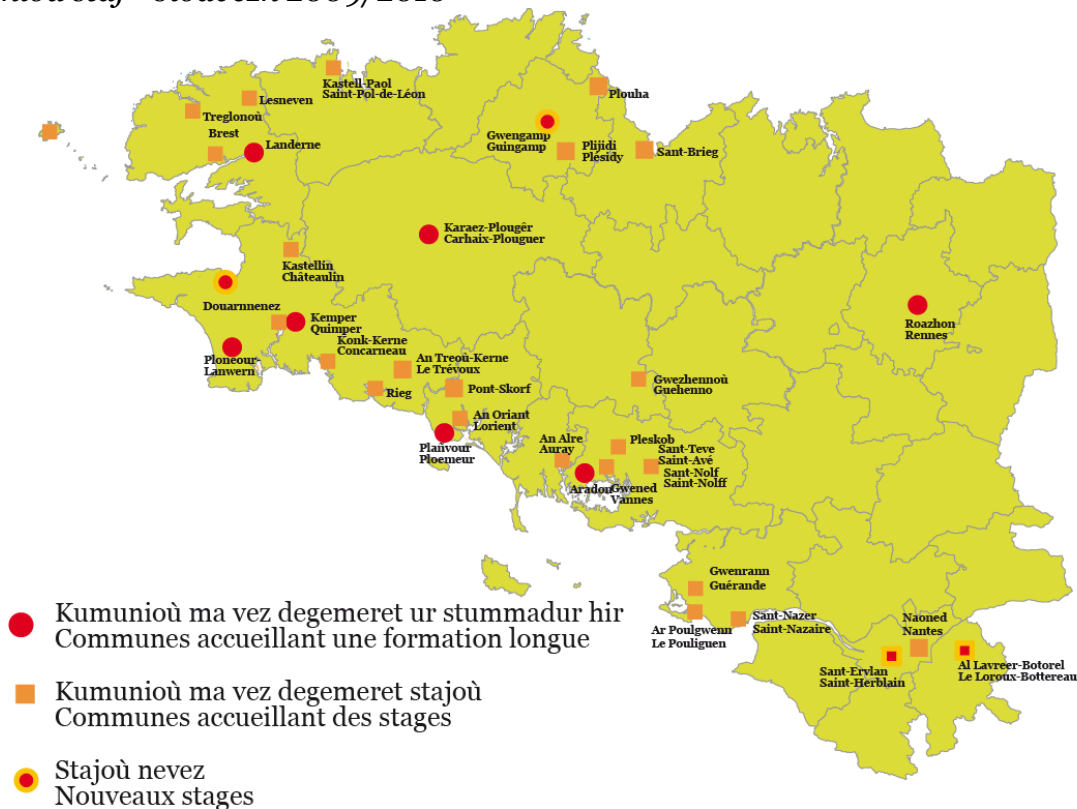 2009/2010
Kastell-Paol
Saint-Pol-de-Léon
Lesneven
Plouha
Treglonoù
Brest
Landerne
Gwengamp
Guingamp
Plijidi
Plésidy
Sant-Brieg
Karaez-Plougêr
Carhaix-Plouguer
Kastellin
Châteaulin
Douarnnenez
Kemper
Quimper
Roazhon
Rennes
Konk-Kerne
Concarneau
Ploneour-
Lanwern
An Treoù-Kerne
Le Trévoux
Rieg
Pont-Skorf
Gwezhennoù
Guehenno
An Oriant
Lorient
Planvour
Ploemeur
An Alre
Auray
Pleskob
Sant-Teve
Saint-Avé
Sant-Nolf
Saint-Nolff
Aradon
Gwened
Vannes
Gwenrann
Guérande
Ar Poulgwenn
Le Pouliguen
Sant-Nazer
Saint-Nazaire
Naoned
Nantes
Sant-Ervlan
Saint-Herblain
Al Lavreer-Botorel
Le Loroux-Bottereau
Kumunioù ma vez degemeret ur stummadur hir
Communes accueillant une formation longue
Kumunioù ma vez degemeret stajoù
Communes accueillant des stages
Stajoù nevez
Nouveaux stages